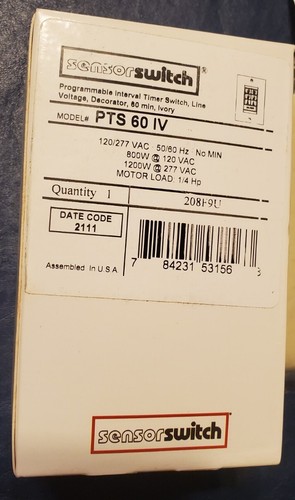 sensorswitch®
Programmable Interval Timer Switch, Line
Voltage, Decorator, 60 min, Ivory
MODEL# PTS 60 IV
120/277 VAC 50/60 Hz No MIN
800W @ 120 VAC
1200W @ 277 VAC
MOTOR LOAD 1/4 Hp
Quantity 1 208F9U
DATE CODE
2111
Assembled in U.S.A
7 84231 53156
sensorswitch